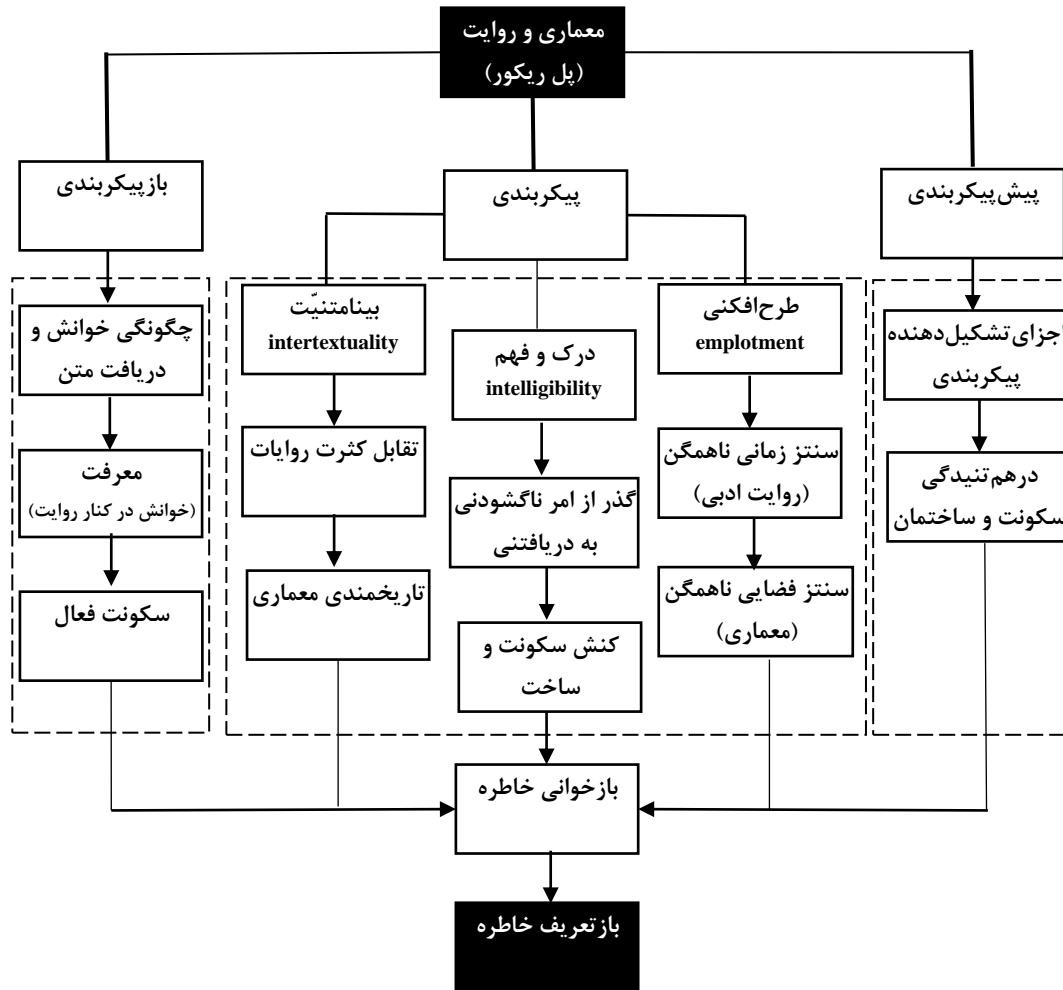 معماری و روایت
(پل ریکور)
پیش‌پیکربندی
پیکربندی
بازپیکربندی
اجزای تشکیل‌دهنده
پیکربندی
درهم‌تنیدگی
سکونت و ساختمان
طرح‌افکنی
emplotment
سنتز زمانی ناهمگن
(روایت ادبی)
سنتز فضایی ناهمگن
(معماری)
درک و فهم
intelligibility
گذر از امر ناگشودنی
به دریافتنی
کنش سکونت و
ساخت
بینامتنیّت
intertextuality
تقابل کثرت روایات
تاریخمندی معماری
چگونگی خوانش و
دریافت متن
معرفت
(خوانش در کنار روایت)
سکونت فعال
بازخوانی خاطره
بازتعریف خاطره